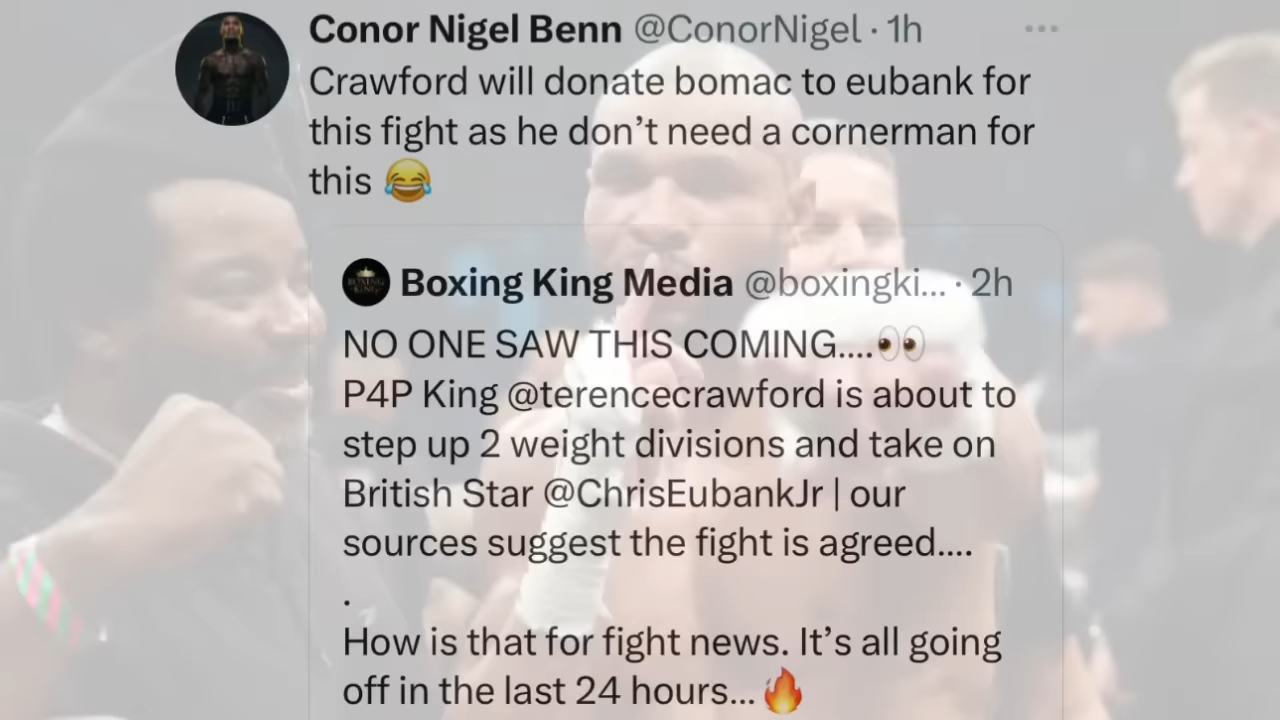 Conor Nigel Benn @ConorNigel · 1h
Crawford will donate bomac to eubank for
this fight as he don’t need a cornerman for
this 😂
Boxing King Media @boxingki... · 2h
NO ONE SAW THIS COMING....👀
P4P King @terencecrawford is about to
step up 2 weight divisions and take on
British Star @ChrisEubankJr | our
sources suggest the fight is agreed....
.
How is that for fight news. It’s all going
off in the last 24 hours...🔥